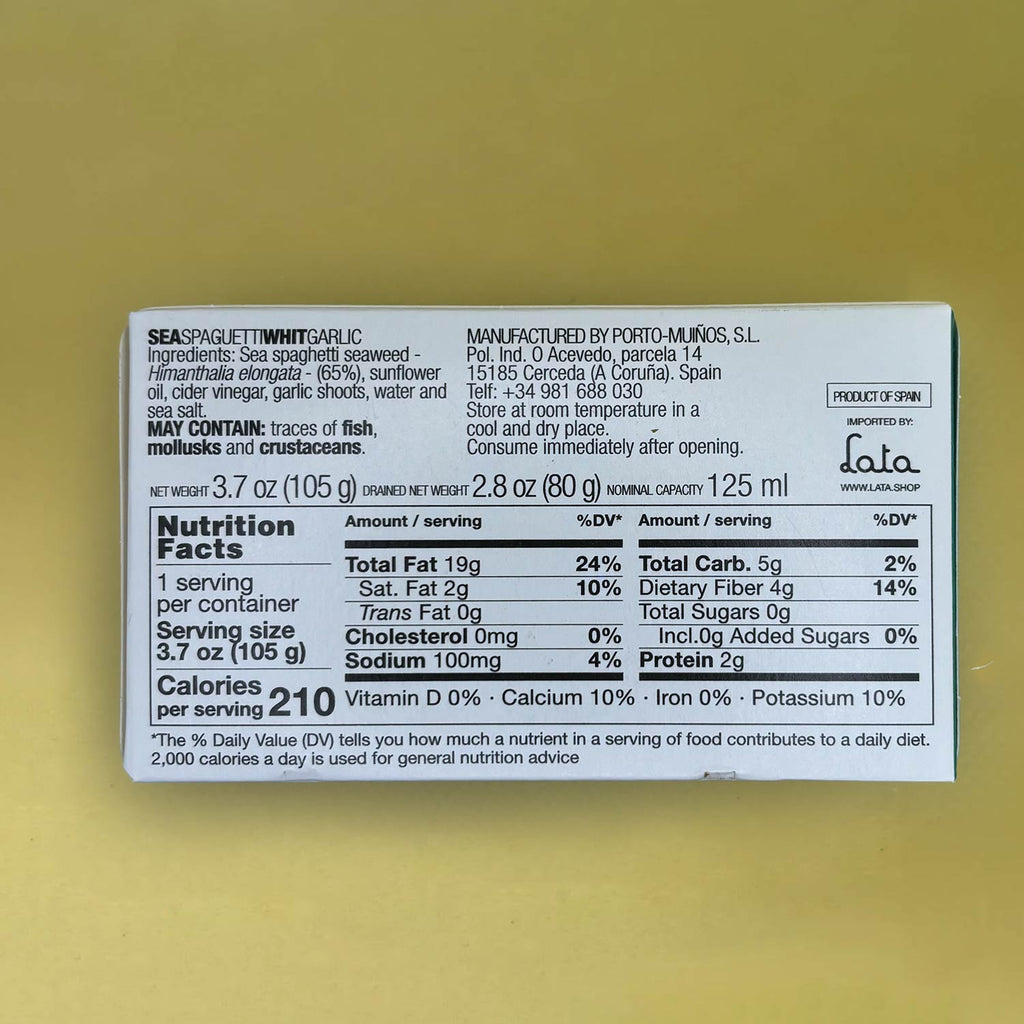 SEASPAGUETTIWHITGARLIC
Ingredients: Sea spaghetti seaweed -
Himanthalia elongata - (65%), sunflower
oil, cider vinegar, garlic shoots, water and
sea salt.
MAY CONTAIN: traces of fish,
mollusks and crustaceans.
MANUFACTURED BY PORTO-MUIÑOS, S.L.
Pol. Ind. O Acevedo, parcela 14
15185 Cerceda (A Coruña). Spain
Telf: +34 981 688 030
Store at room temperature in a
cool and dry place.
Consume immediately after opening.
PRODUCT OF SPAIN
IMPORTED BY:
Lata
WWW.LATA.SHOP
NET WEIGHT 3.7 oz (105 g) DRAINED NET WEIGHT 2.8 oz (80 g) NOMINAL CAPACITY 125 ml
Nutrition
Facts
1 serving
per container
Serving size
3.7 oz (105 g)
Calories
per serving 210
Amount / serving %DV*
Total Fat 19g 24%
Sat. Fat 2g 10%
Trans Fat 0g
Cholesterol 0mg 0%
Sodium 100mg 4%
Amount / serving %DV*
Total Carb. 5g 2%
Dietary Fiber 4g 14%
Total Sugars 0g
Incl.0g Added Sugars 0%
Protein 2g
Vitamin D 0% · Calcium 10% · Iron 0% · Potassium 10%
*The % Daily Value (DV) tells you how much a nutrient in a serving of food contributes to a daily diet.
2,000 calories a day is used for general nutrition advice